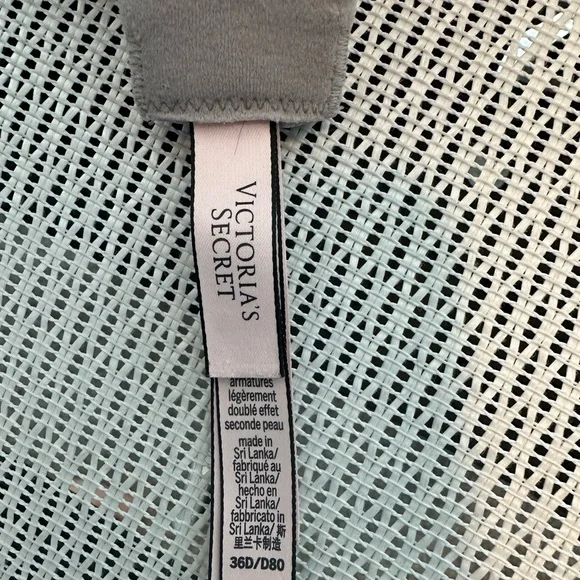 VICTORIA'S
SECRET
armatures
légèrement
doublé effet
seconde peau
made in
Sri Lanka/
fabriqué au
Sri Lanka/
hecho en
Sri Lanka/
fabbricato in
Sri Lanka/ 斯
里兰卡制造
36D/D80